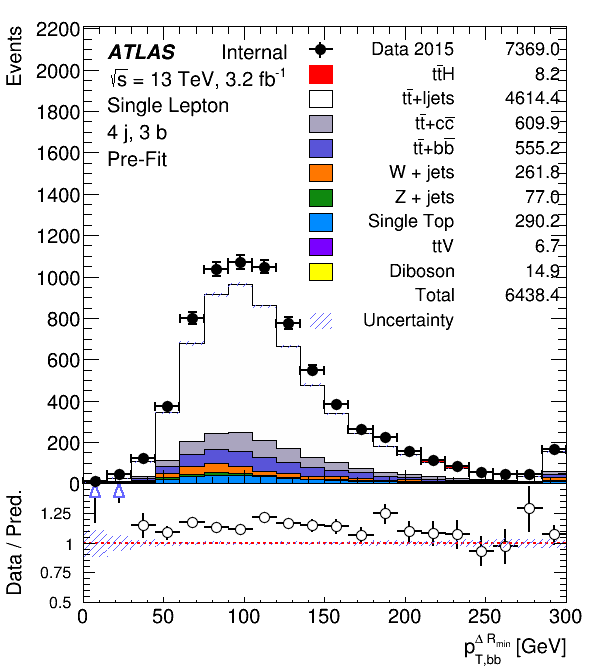 Events
2200
2000
1800
1600
1400
1200
1000
800
600
400
200
0
ATLAS Internal
√s = 13 TeV, 3.2 fb⁻¹
Single Lepton
4 j, 3 b
Pre-Fit
Data 2015 7369.0
tt̄H 8.2
tt̄+ljets 4614.4
tt̄+cc̄ 609.9
tt̄+bb̄ 555.2
W + jets 261.8
Z + jets 77.0
Single Top 290.2
ttV 6.7
Diboson 14.9
Total 6438.4
Uncertainty
Data / Pred.
1.25
1
0.75
0.5
0 50 100 150 200 250 300
p_{T,bb}^{Δ R_{min}} [GeV]